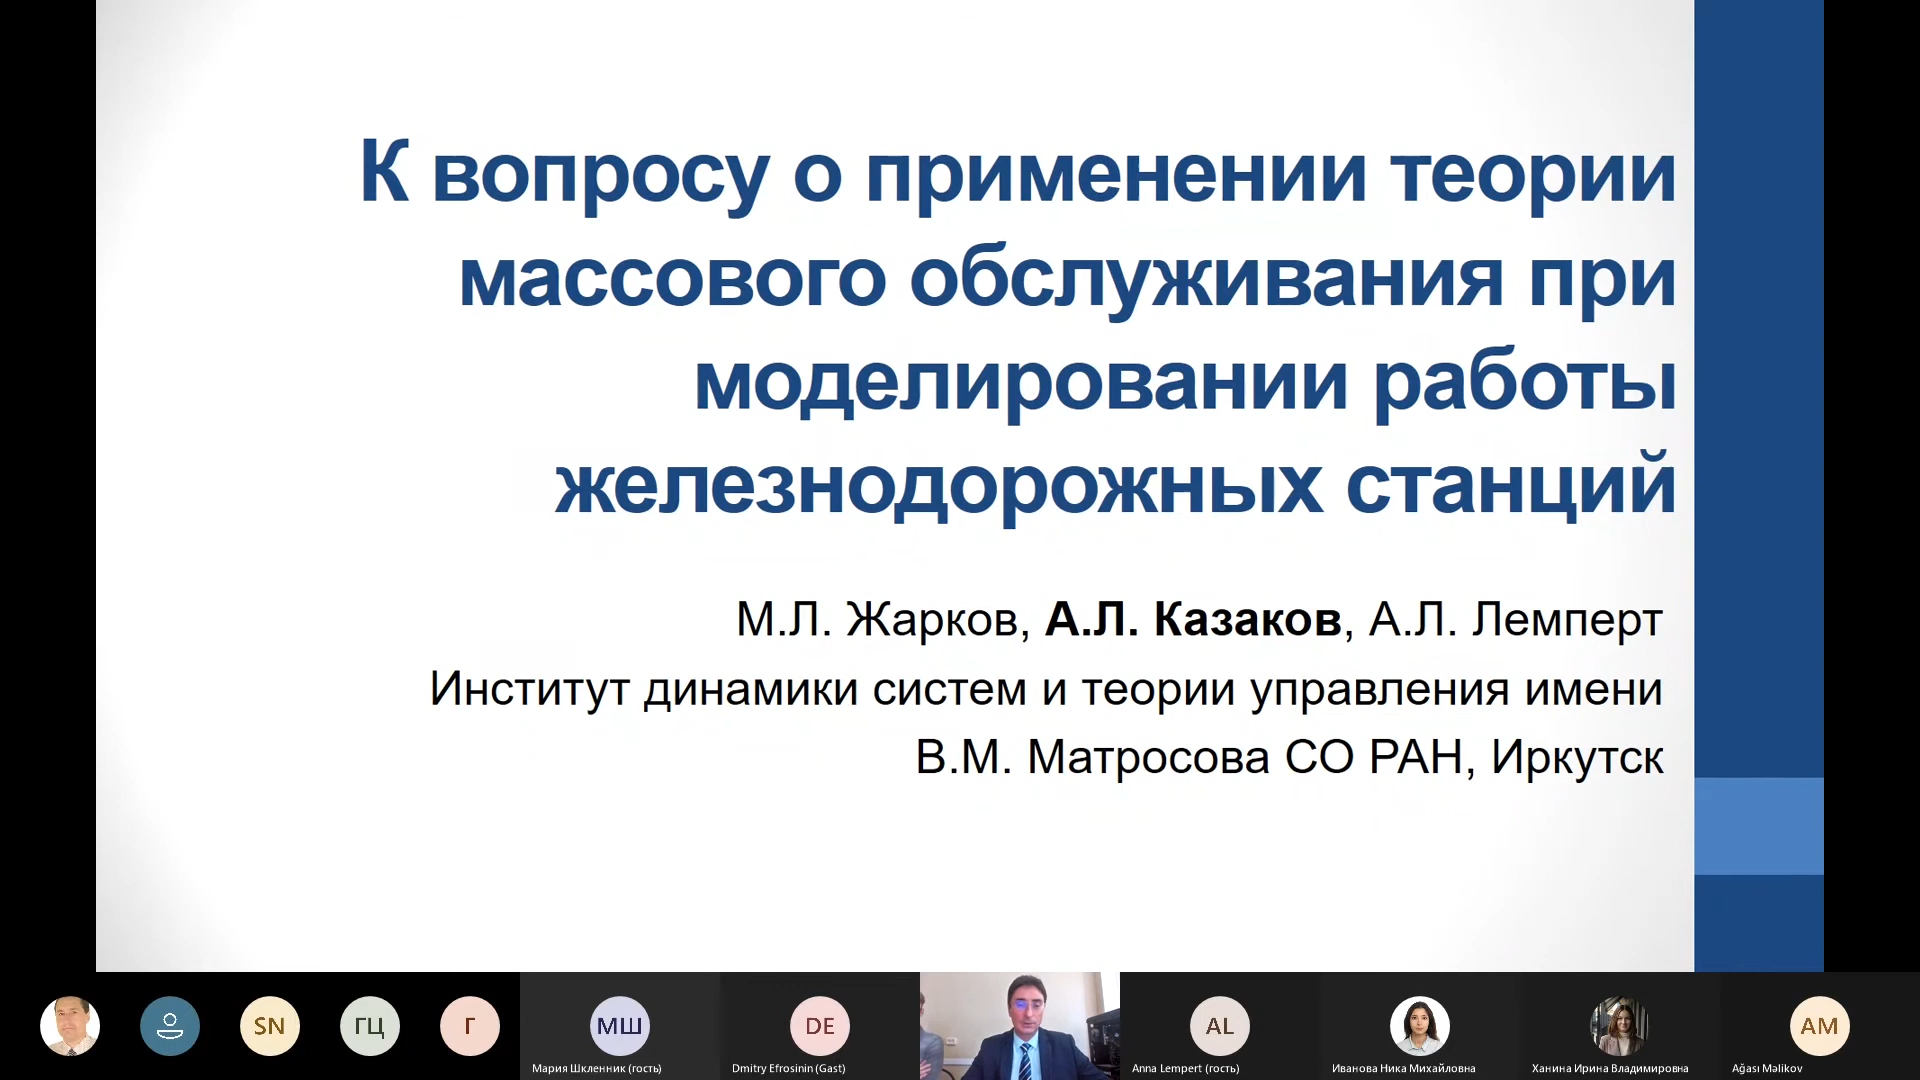 К вопросу о применении теории
массового обслуживания при
моделировании работы
железнодорожных станций
М.Л. Жарков, А.Л. Казаков, А.Л. Лемперт
Институт динамики систем и теории управления имени
В.М. Матросова СО РАН, Иркутск
SN
ГЦ
Г
МШ
DE
AL
AM
Мария Шкленник (гость)
Dmitry Efrosinin (Gast)
Anna Lempert (гость)
Иванова Ника Михайловна
Ханина Ирина Владимировна
Ağası Məlikov